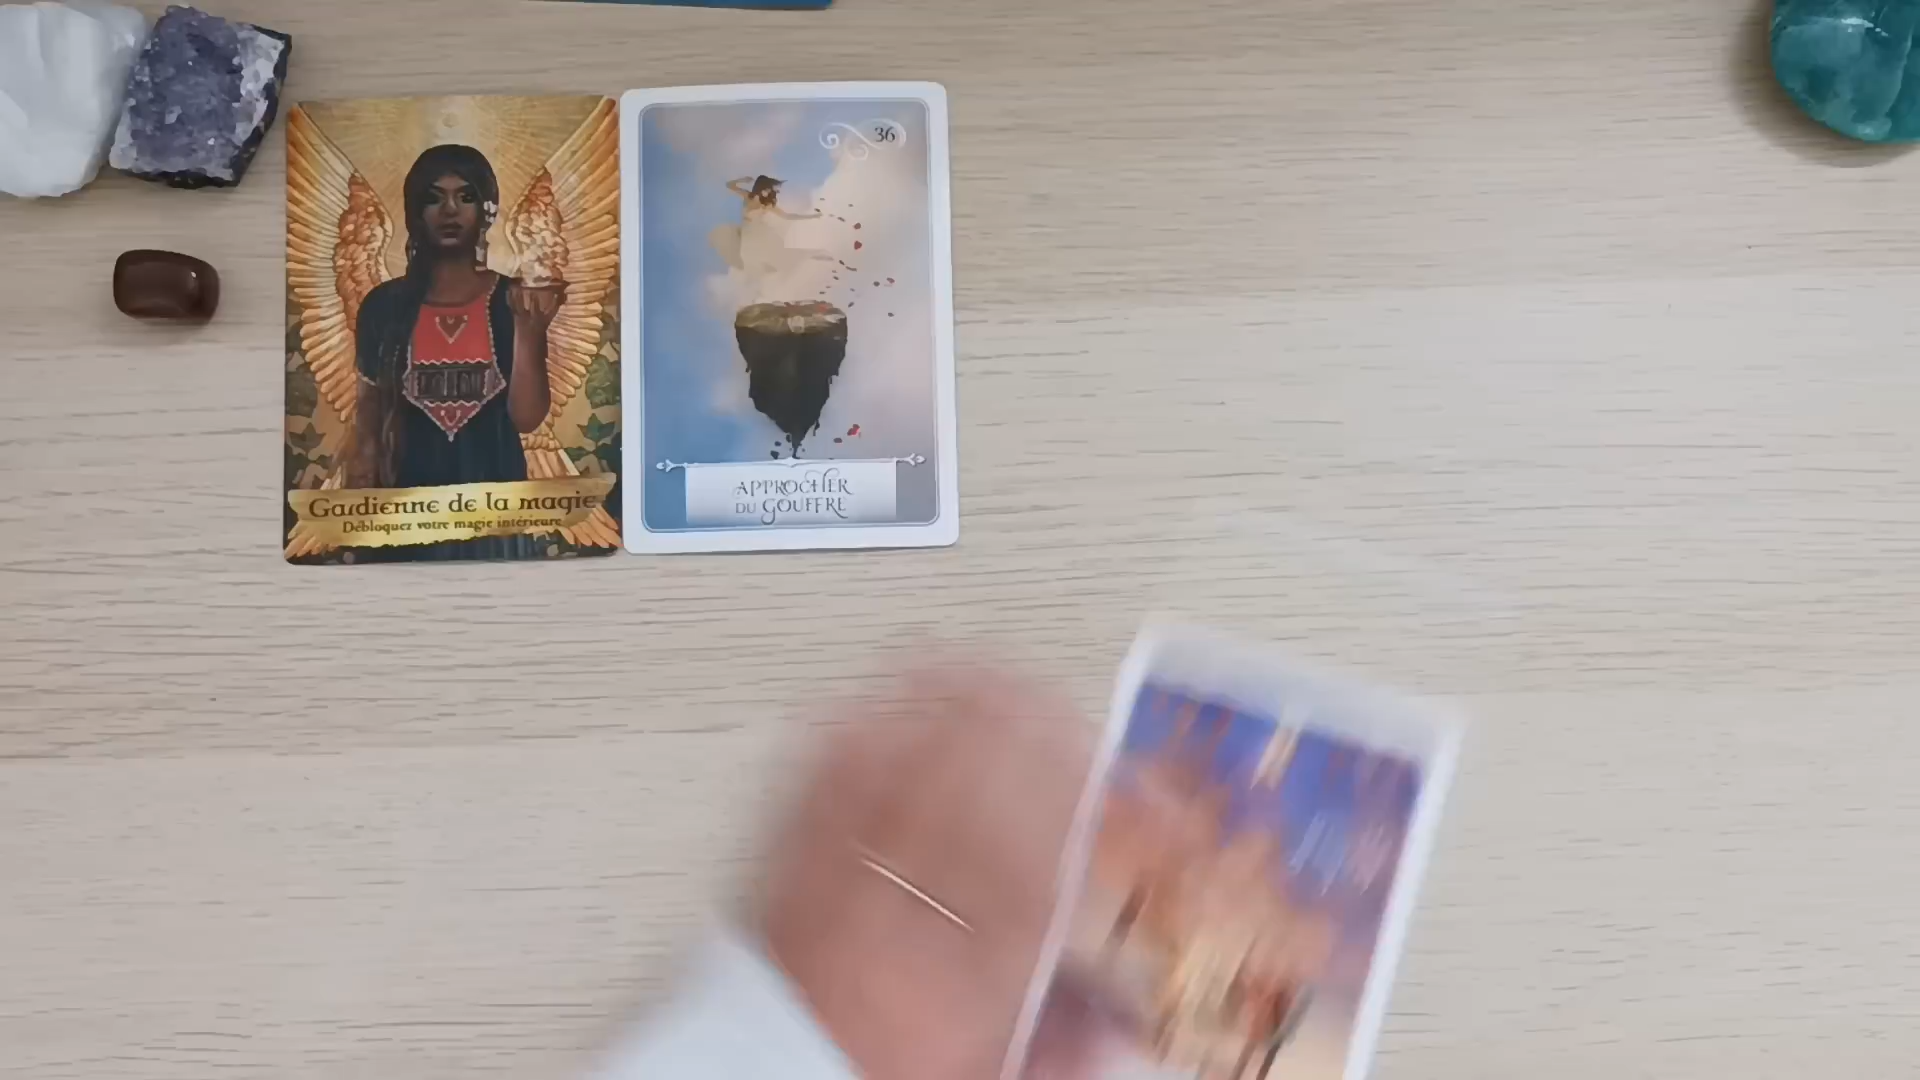 Gardienne de la magie
Débloquez votre magie intérieure
36
APPROCHER
DU GOUFFRE